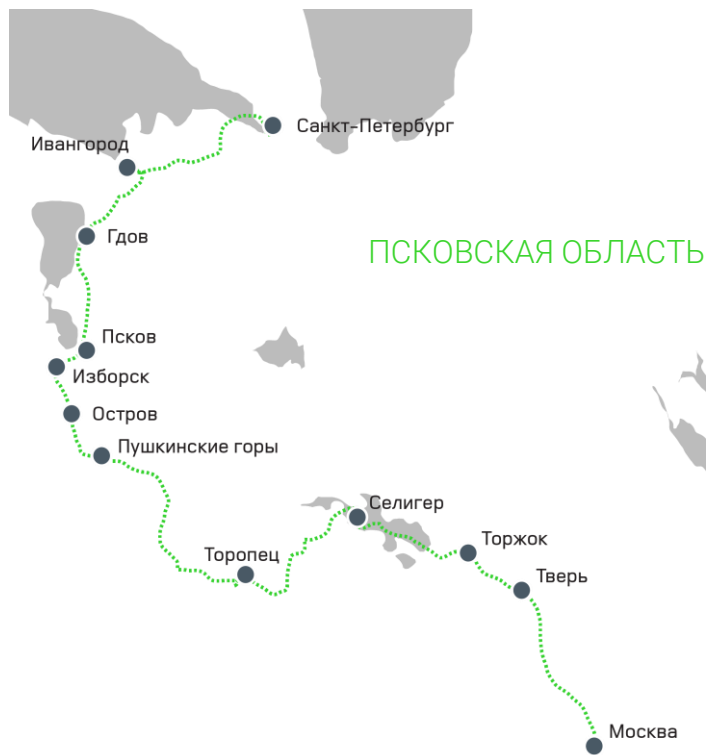 Санкт-Петербург
Ивангород
Гдов
ПСКОВСКАЯ ОБЛАСТЬ
Псков
Изборск
Остров
Пушкинские горы
Селигер
Торжок
Торопец
Тверь
Москва